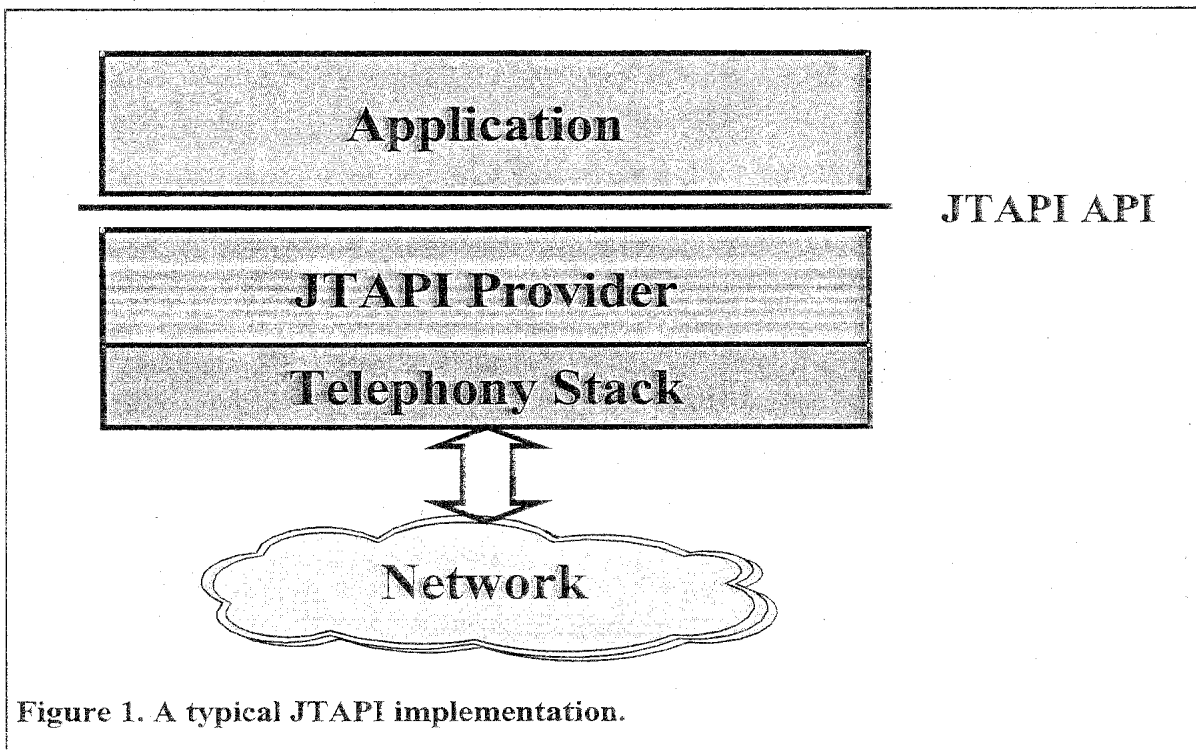 Application
JTAPI API
JTAPI Provider
Telephony Stack
Network
Figure 1. A typical JTAPI implementation.